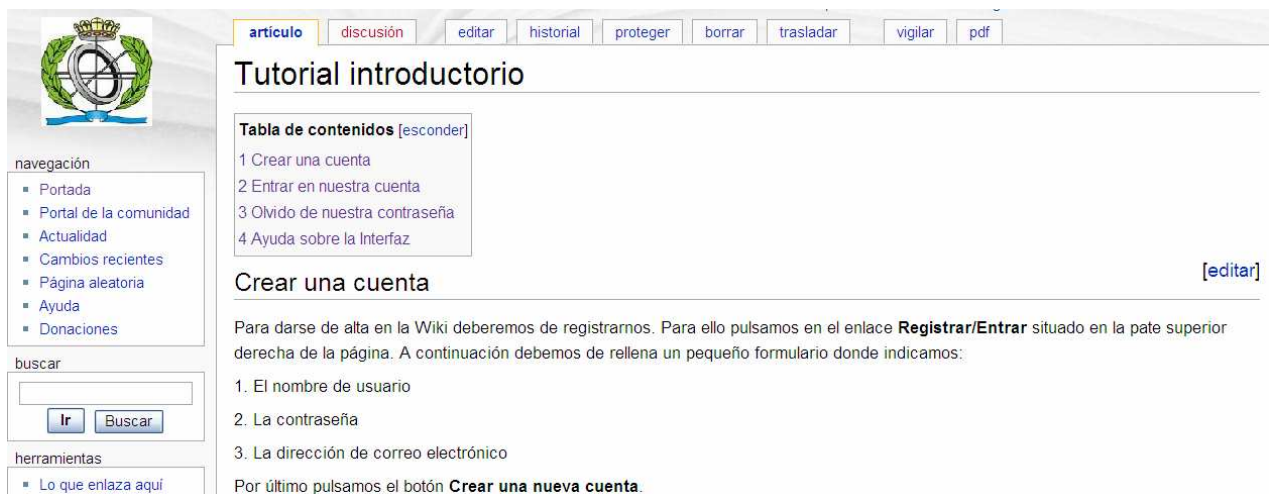 artículo discusión editar historial proteger borrar trasladar vigilar pdf
Tutorial introductorio
Tabla de contenidos [esconder]
1 Crear una cuenta
2 Entrar en nuestra cuenta
3 Olvido de nuestra contraseña
4 Ayuda sobre la Interfaz
navegación
Portada
Portal de la comunidad
Actualidad
Cambios recientes
Página aleatoria
Ayuda
Donaciones
buscar
Ir Buscar
herramientas
Lo que enlaza aquí
Crear una cuenta [editar]
Para darse de alta en la Wiki deberemos de registrarnos. Para ello pulsamos en el enlace Registrar/Entrar situado en la pate superior
derecha de la página. A continuación debemos de rellena un pequeño formulario donde indicamos:
1. El nombre de usuario
2. La contraseña
3. La dirección de correo electrónico
Por último pulsamos el botón Crear una nueva cuenta.